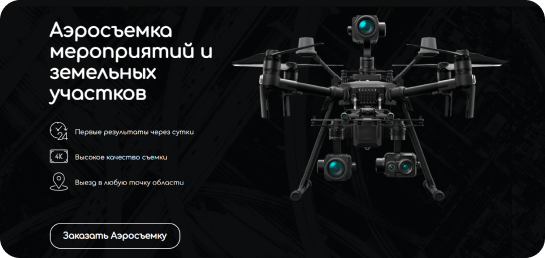 Аэросъемка
мероприятий и
земельных
участков
24
Первые результаты через сутки
4K
Высокое качество съемки
Выезд в любую точку области
Заказать Аэросъемку